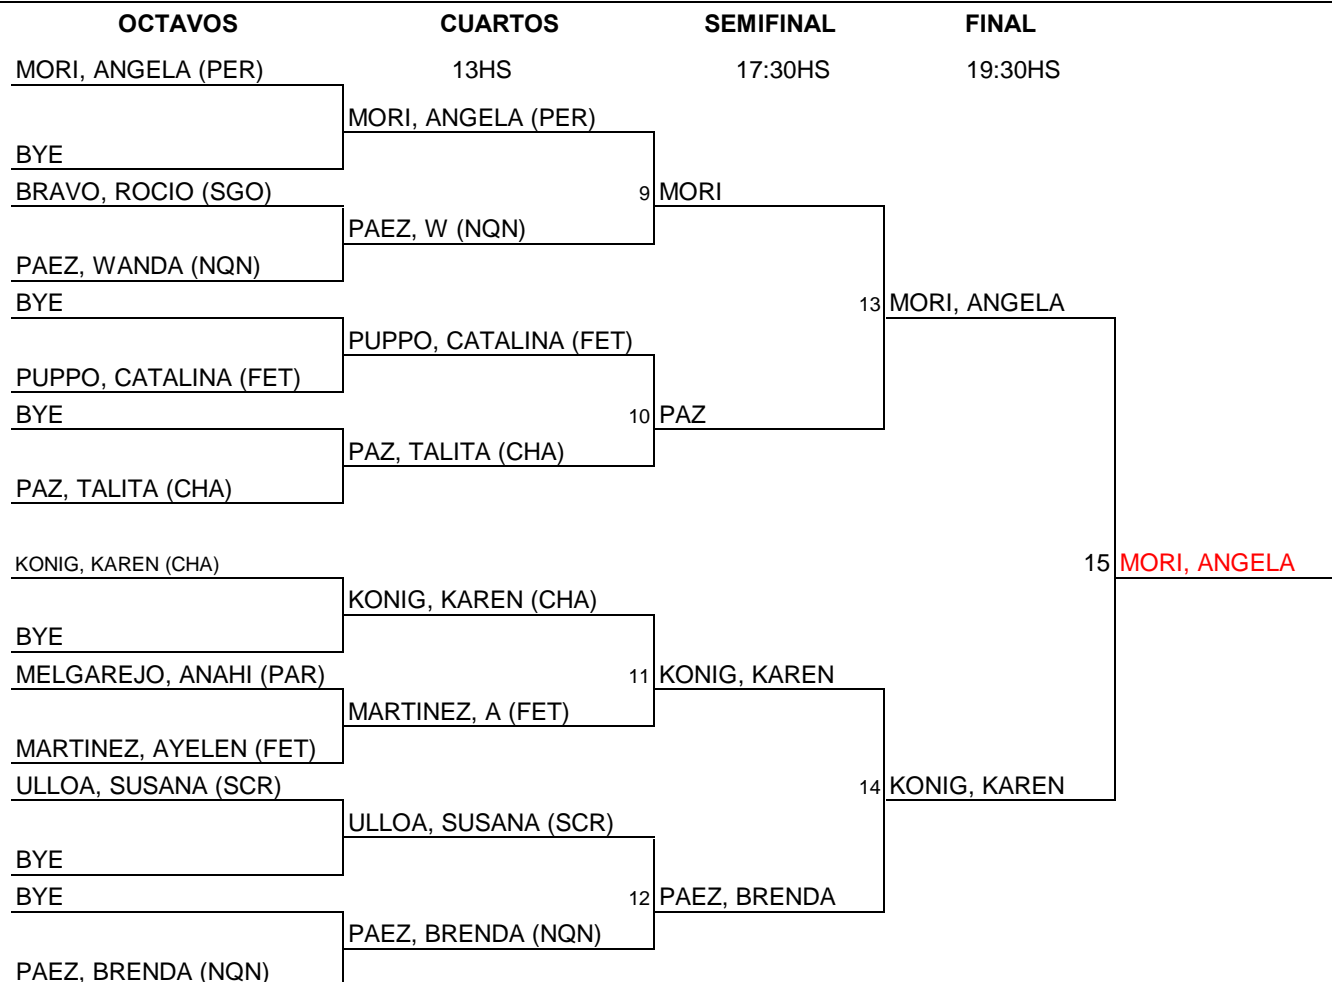 OCTAVOS CUARTOS SEMIFINAL FINAL
MORI, ANGELA (PER) 13HS 17:30HS 19:30HS
MORI, ANGELA (PER)
BYE
BRAVO, ROCIO (SGO) 9 MORI
PAEZ, W (NQN)
PAEZ, WANDA (NQN)
BYE 13 MORI, ANGELA
PUPPO, CATALINA (FET)
PUPPO, CATALINA (FET)
BYE 10 PAZ
PAZ, TALITA (CHA)
PAZ, TALITA (CHA)
KONIG, KAREN (CHA) 15 MORI, ANGELA
KONIG, KAREN (CHA)
BYE
MELGAREJO, ANAHI (PAR) 11 KONIG, KAREN
MARTINEZ, A (FET)
MARTINEZ, AYELEN (FET)
ULLOA, SUSANA (SCR) 14 KONIG, KAREN
ULLOA, SUSANA (SCR)
BYE
BYE 12 PAEZ, BRENDA
PAEZ, BRENDA (NQN)
PAEZ, BRENDA (NQN)